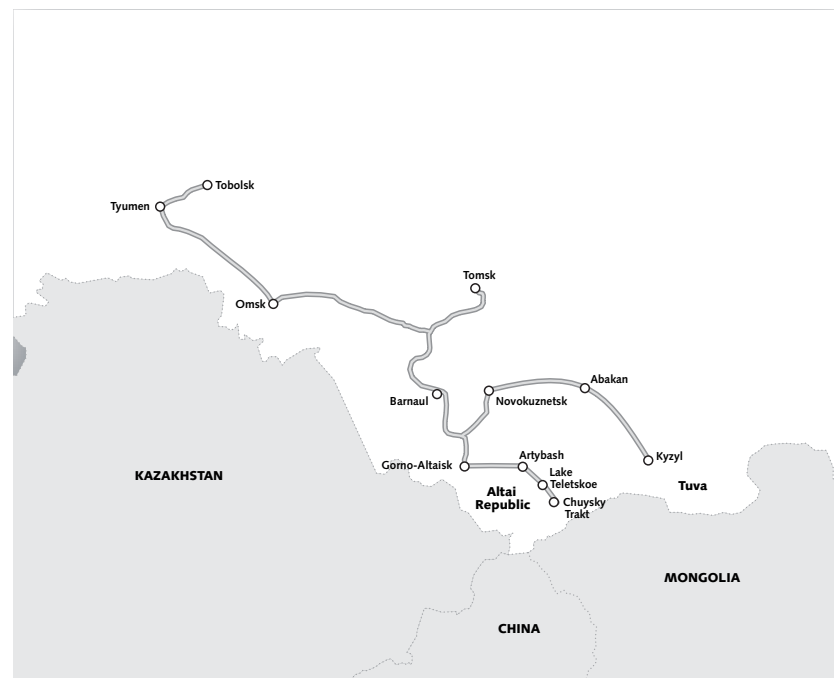 Tobolsk
Tyumen
Tomsk
Omsk
Abakan
Barnaul
Novokuznetsk
Kyzyl
Artybash
Gorno-Altaisk
Lake
Teletskoe
KAZAKHSTAN
Altai
Republic
Tuva
Chuysky
Trakt
MONGOLIA
CHINA